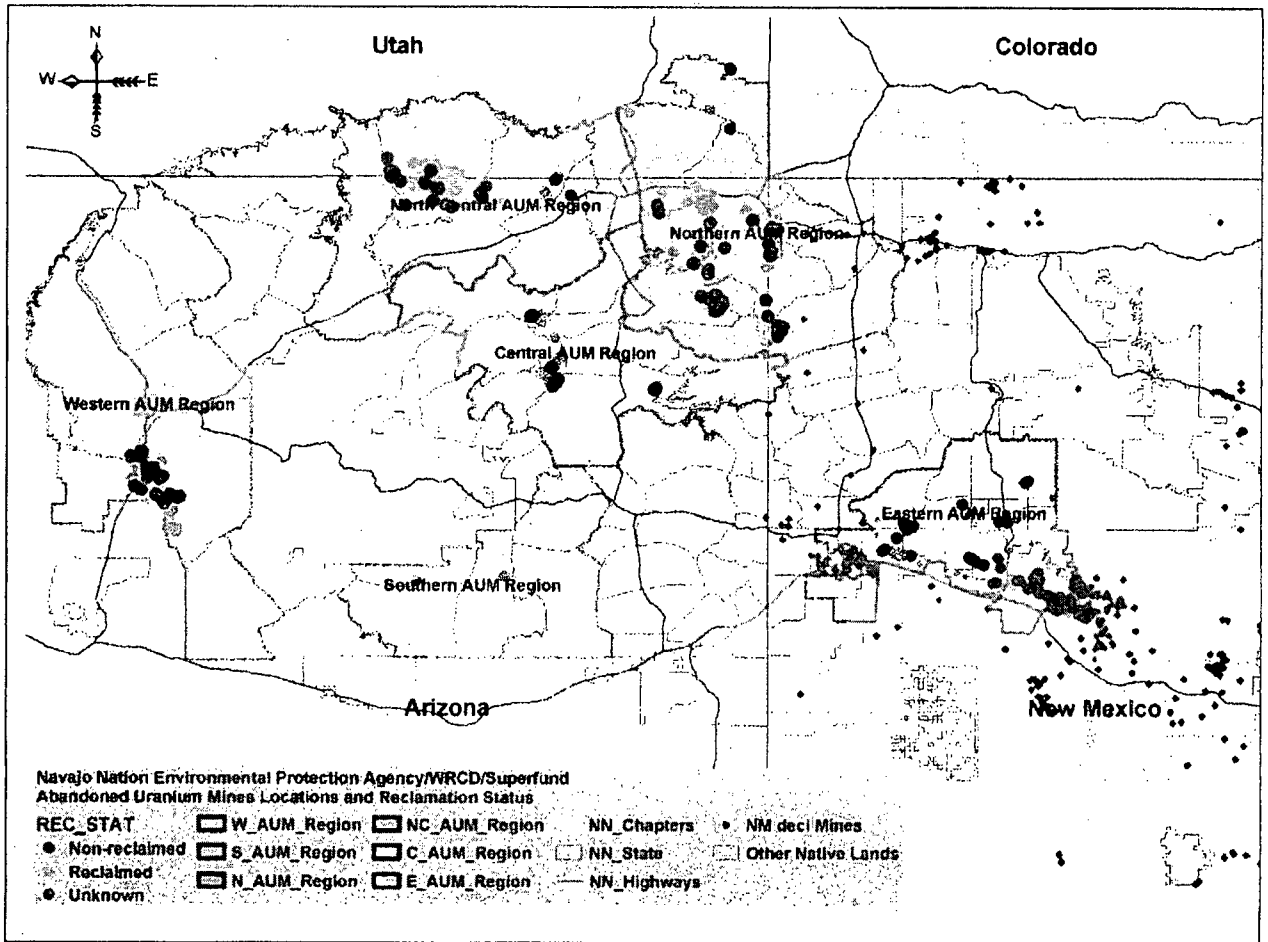 N
W E
S
Utah
Colorado
North Central AUM Region
Northern AUM Region
Central AUM Region
Western AUM Region
Eastern AUM Region
Southern AUM Region
Arizona
New Mexico
Navajo Nation Environmental Protection Agency/WRCD/Superfund
Abandoned Uranium Mines Locations and Reclamation Status
REC_STAT W_AUM_Region NC_AUM_Region NN_Chapters NM decl Mines
Non-reclaimed S_AUM_Region C_AUM_Region NN_State Other Native Lands
Reclaimed N_AUM_Region E_AUM_Region NN_Highways
Unknown